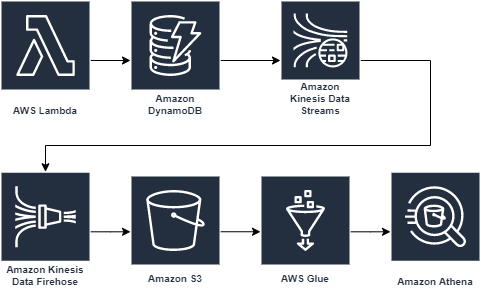 AWS Lambda
Amazon
DynamoDB
Amazon
Kinesis Data
Streams
Amazon Kinesis
Data Firehose
Amazon S3
AWS Glue
Amazon Athena